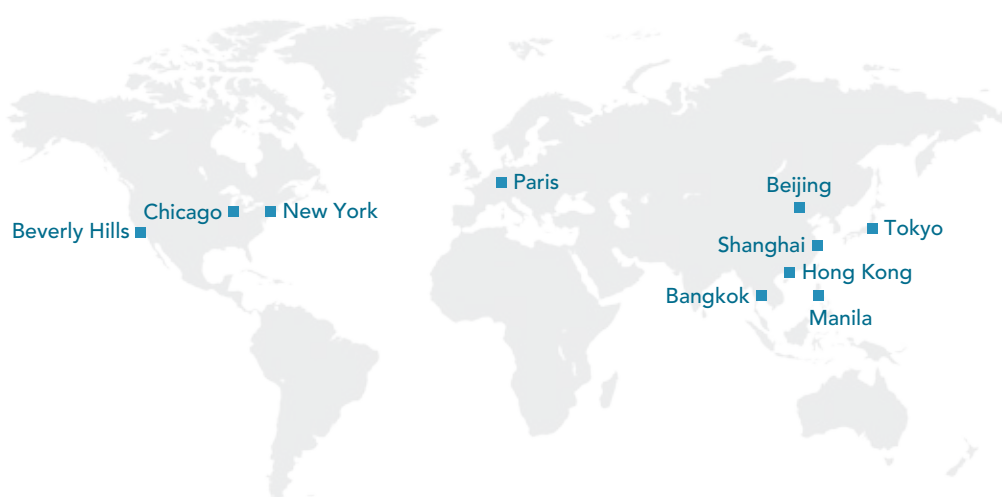 Paris
Beijing
Chicago
New York
Beverly Hills
Tokyo
Shanghai
Hong Kong
Bangkok
Manila